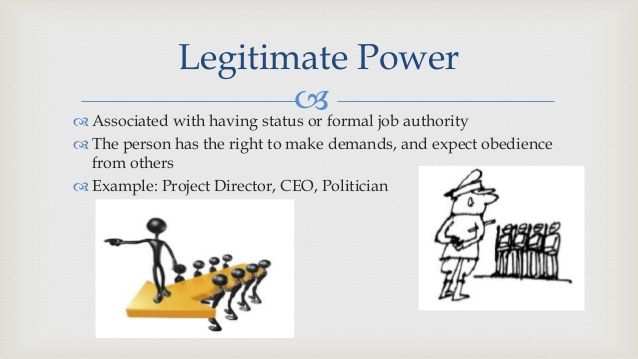 Legitimate Power
Associated with having status or formal job authority
The person has the right to make demands, and expect obedience
from others
Example: Project Director, CEO, Politician